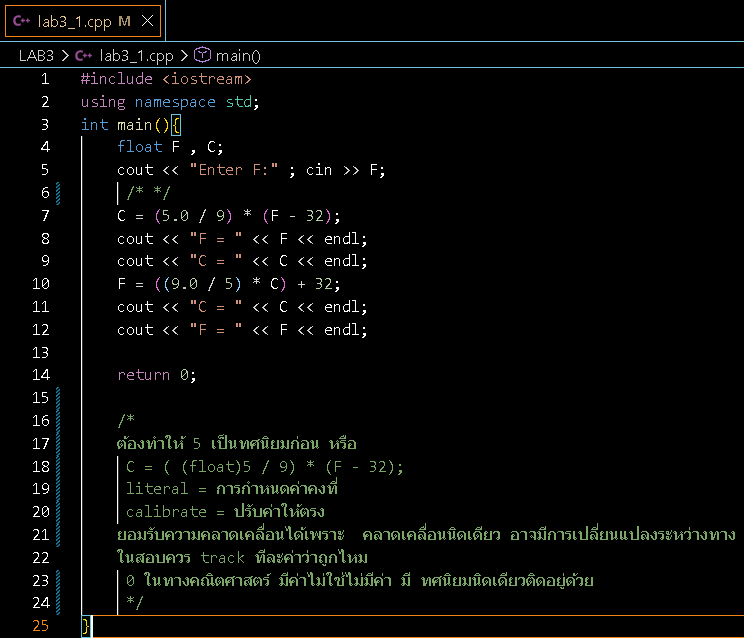 C++ lab3_1.cpp M ×
LAB3 > C++ lab3_1.cpp > main()
1 #include <iostream>
2 using namespace std;
3 int main(){
4 float F , C;
5 cout << "Enter F:" ; cin >> F;
6 /* */
7 C = (5.0 / 9) * (F - 32);
8 cout << "F = " << F << endl;
9 cout << "C = " << C << endl;
10 F = ((9.0 / 5) * C) + 32;
11 cout << "C = " << C << endl;
12 cout << "F = " << F << endl;
13
14 return 0;
15
16 /*
17 ต้องทำให้ 5 เป็นทศนิยมก่อน หรือ
18 C = ( (float)5 / 9) * (F - 32);
19 literal = การกำหนดค่าคงที่
20 calibrate = ปรับค่าให้ตรง
21 ยอมรับความคลาดเคลื่อนได้เพราะ คลาดเคลื่อนนิดเดียว อาจมีการเปลี่ยนแปลงระหว่างทาง
22 ในสอบควร track ทีละค่าว่าถูกไหม
23 0 ในทางคณิตศาสตร์ มีค่าไม่ใช่ไม่มีค่า มี ทศนิยมนิดเดียวติดอยู่ด้วย
24 */
25 }